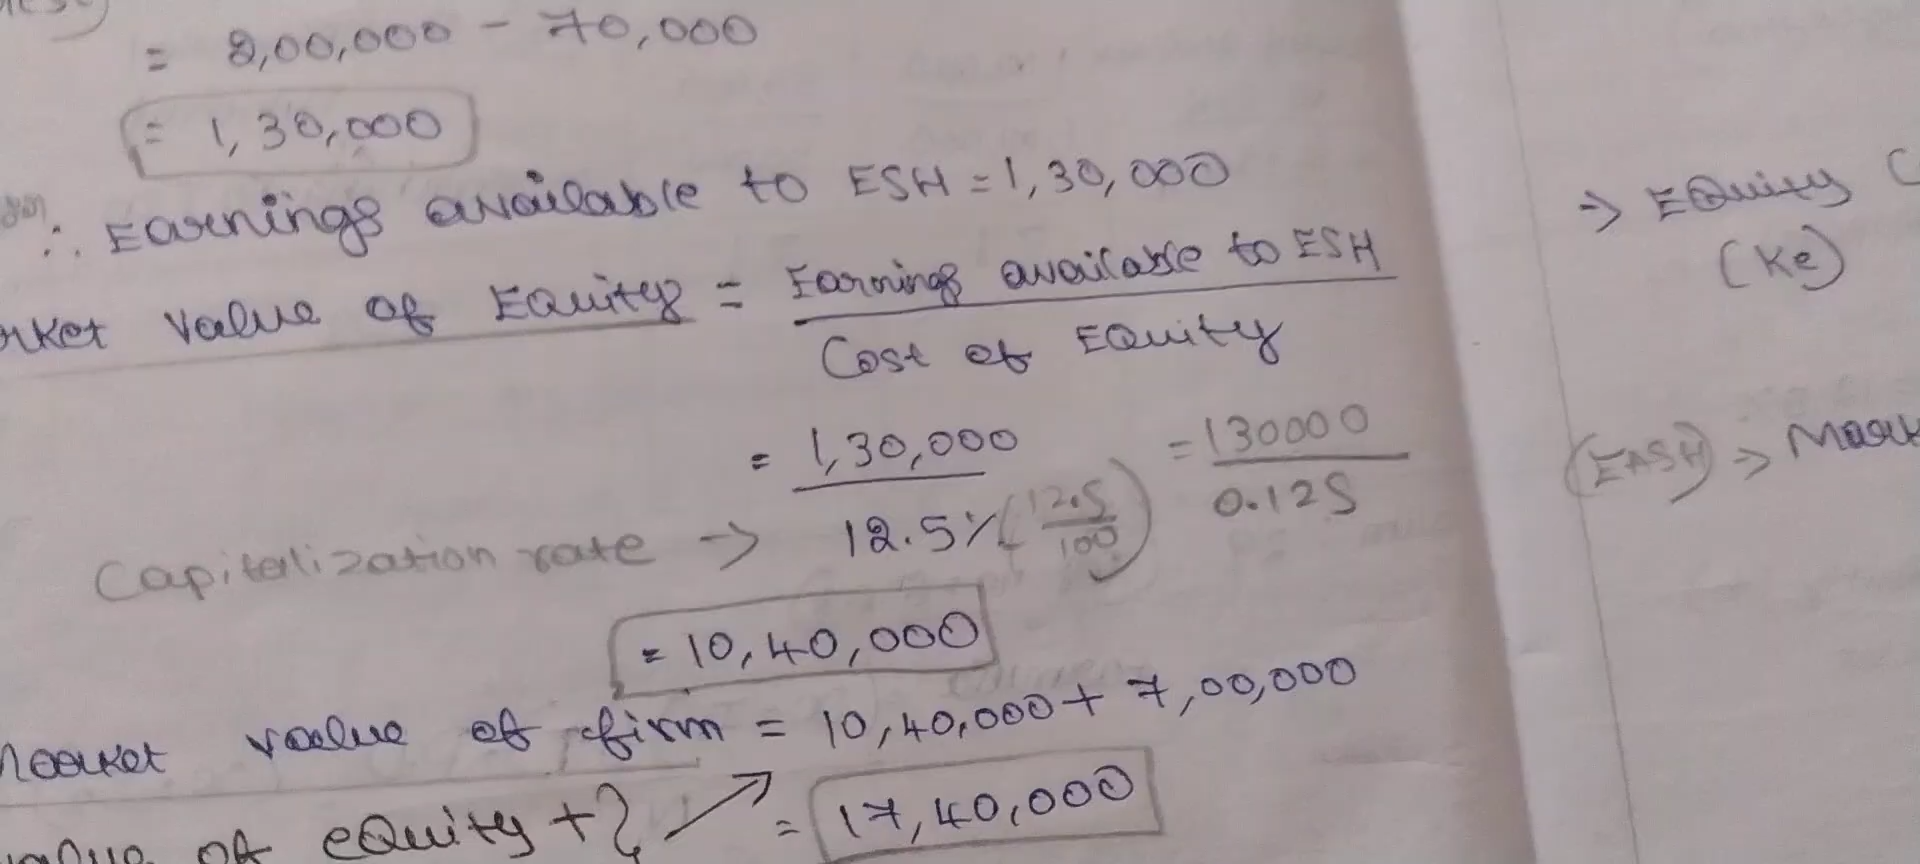 = 2,00,000 - 70,000
= 1,30,000
∴ Earnings available to ESH = 1,30,000
Value of Equity = Earnings available to ESH
Cost of Equity
= 1,30,000 = 130000
Capitalization rate → 12.5% (12.5/100) 0.125
= 10,40,000
Market value of firm = 10,40,000 + 7,00,000
of equity + = 17,40,000
→ Equity
(Ke)
(EASH) →